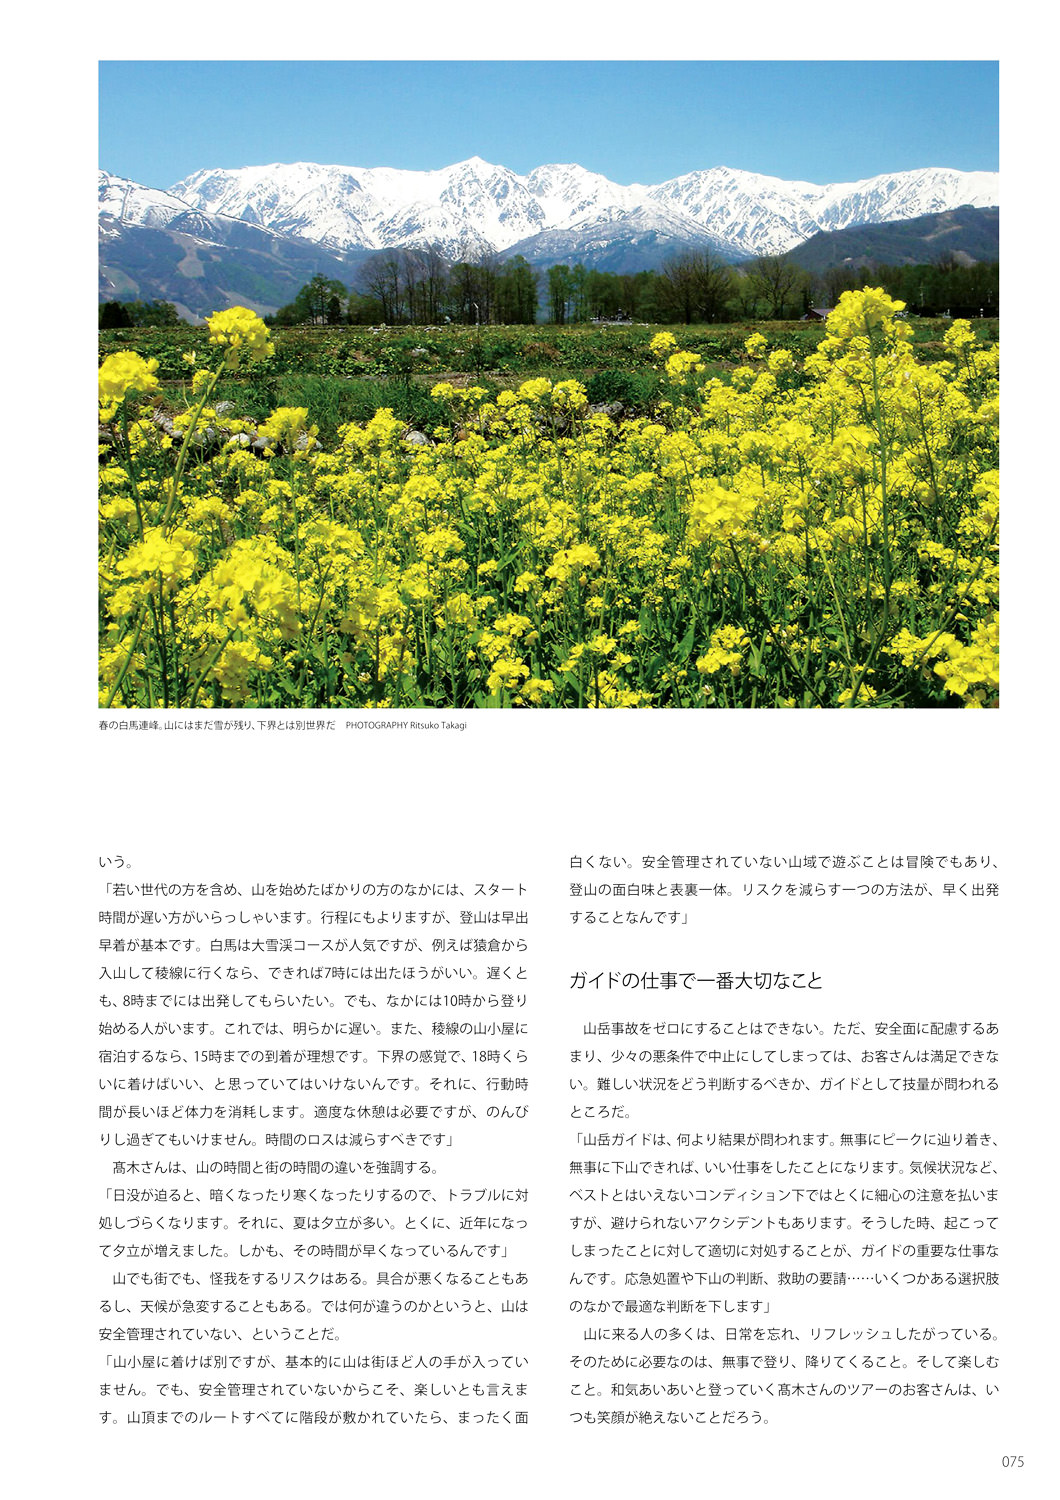 春の白馬連峰。山にはまだ雪が残り、下界とは別世界だ　PHOTOGRAPHY Ritsuko Takagi
いう。
「若い世代の方を含め、山を始めたばかりの方のなかには、スタート
時間が遅い方がいらっしゃいます。行程にもよりますが、登山は早出
早着が基本です。白馬は大雪渓コースが人気ですが、例えば猿倉から
入山して稜線に行くなら、できれば7時には出たほうがいい。遅くと
も、8時までには出発してもらいたい。でも、なかには10時から登り
始める人がいます。これでは、明らかに遅い。また、稜線の山小屋に
宿泊するなら、15時までの到着が理想です。下界の感覚で、18時くら
いに着けばいい、と思っていてはいけないんです。それに、行動時
間が長いほど体力を消耗します。適度な休憩は必要ですが、のんび
りし過ぎてもいけません。時間のロスは減らすべきです」
　髙木さんは、山の時間と街の時間の違いを強調する。
「日没が迫ると、暗くなったり寒くなったりするので、トラブルに対
処しづらくなります。それに、夏は夕立が多い。とくに、近年になっ
て夕立が増えました。しかも、その時間が早くなっているんです」
　山でも街でも、怪我をするリスクはある。具合が悪くなることもあ
るし、天候が急変することもある。では何が違うのかというと、山は
安全管理されていない、ということだ。
「山小屋に着けば別ですが、基本的に山は街ほど人の手が入ってい
ません。でも、安全管理されていないからこそ、楽しいとも言えま
す。山頂までのルートすべてに階段が敷かれていたら、まったく面
白くない。安全管理されていない山域で遊ぶことは冒険でもあり、
登山の面白味と表裏一体。リスクを減らす一つの方法が、早く出発
することなんです」
ガイドの仕事で一番大切なこと
　山岳事故をゼロにすることはできない。ただ、安全面に配慮するあ
まり、少々の悪条件で中止にしてしまっては、お客さんは満足できな
い。難しい状況をどう判断するべきか、ガイドとして技量が問われる
ところだ。
「山岳ガイドは、何より結果が問われます。無事にピークに辿り着き、
無事に下山できれば、いい仕事をしたことになります。気候状況など、
ベストとはいえないコンディション下ではとくに細心の注意を払いま
すが、避けられないアクシデントもあります。そうした時、起こって
しまったことに対して適切に対処することが、ガイドの重要な仕事な
んです。応急処置や下山の判断、救助の要請……いくつかある選択肢
のなかで最適な判断を下します」
　山に来る人の多くは、日常を忘れ、リフレッシュしたがっている。
そのために必要なのは、無事で登り、降りてくること。そして楽しむ
こと。和気あいあいと登っていく髙木さんのツアーのお客さんは、い
つも笑顔が絶えないことだろう。
075